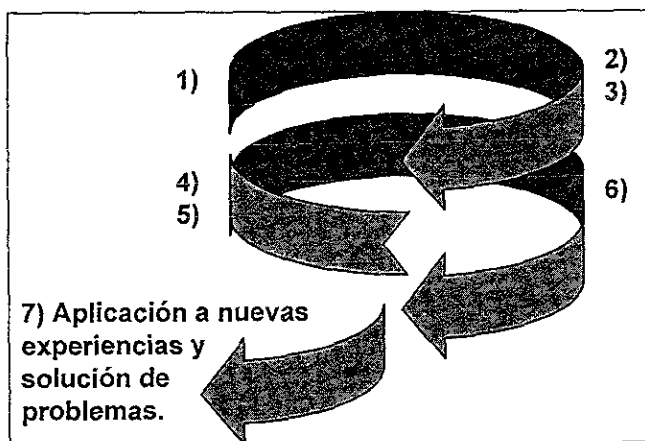 1)
2)
3)
4)
5)
6)
7) Aplicación a nuevas
experiencias y
solución de
problemas.